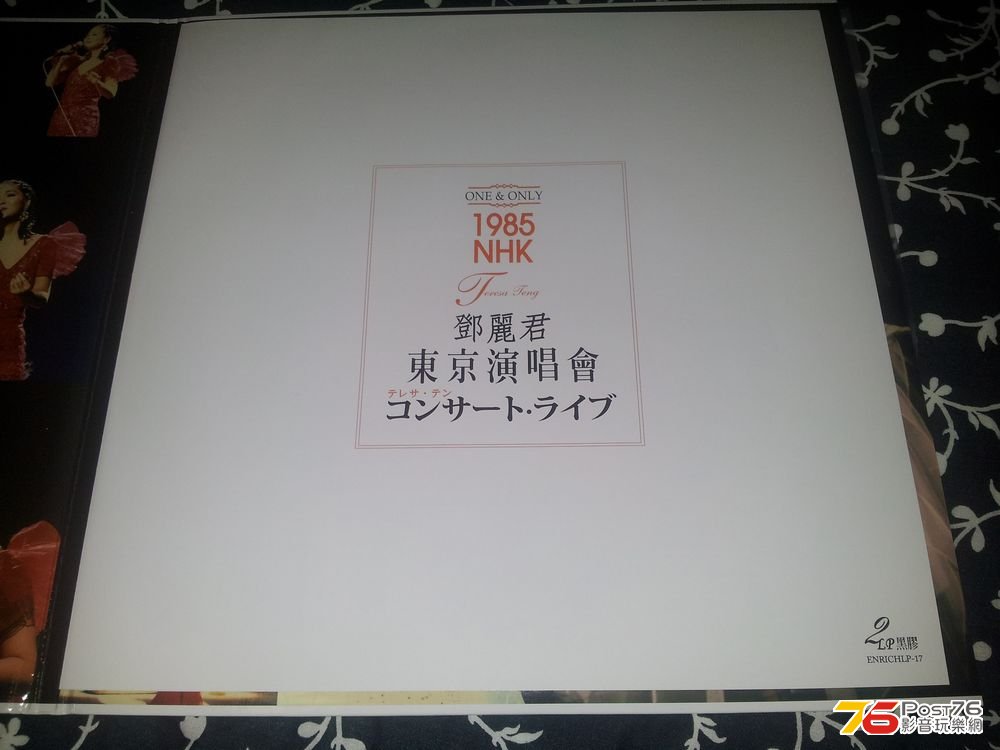 ONE & ONLY
1985
NHK
Teresa Teng
鄧麗君
東京演唱會
テレサ・テン
コンサート・ライブ
2LP黑膠
ENRICHLP-17
76 Post76
影音玩樂網